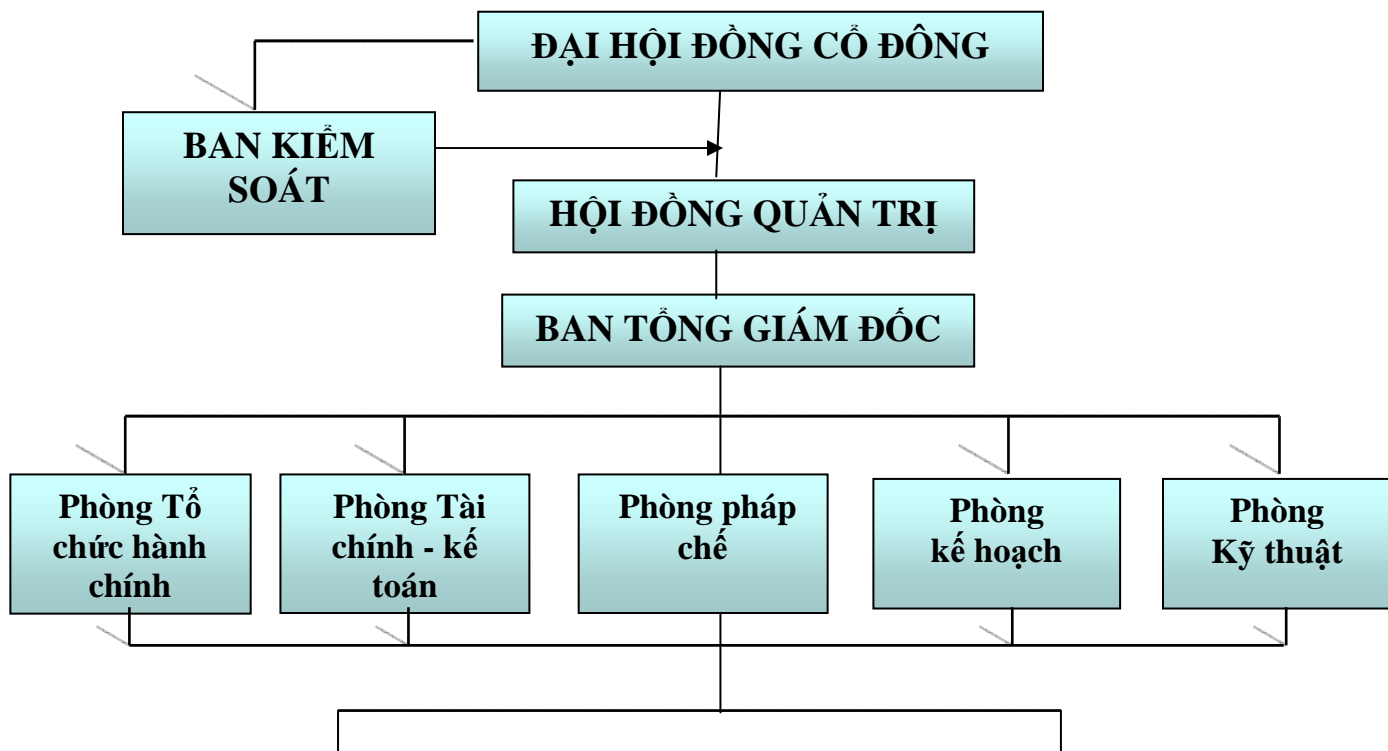 ĐẠI HỘI ĐỒNG CỔ ĐÔNG
BAN KIỂM
SOÁT
HỘI ĐỒNG QUẢN TRỊ
BAN TỔNG GIÁM ĐỐC
Phòng Tổ
chức hành
chính
Phòng Tài
chính - kế
toán
Phòng pháp
chế
Phòng
kế hoạch
Phòng
Kỹ thuật